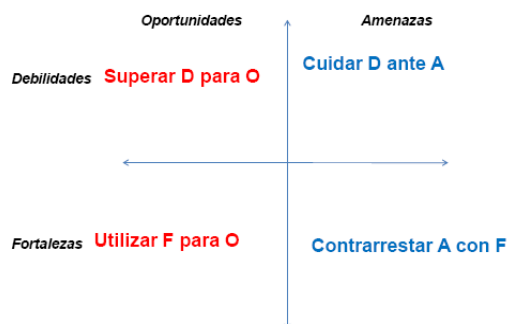 Oportunidades Amenazas
Debilidades Superar D para O Cuidar D ante A
Fortalezas Utilizar F para O Contrarrestar A con F